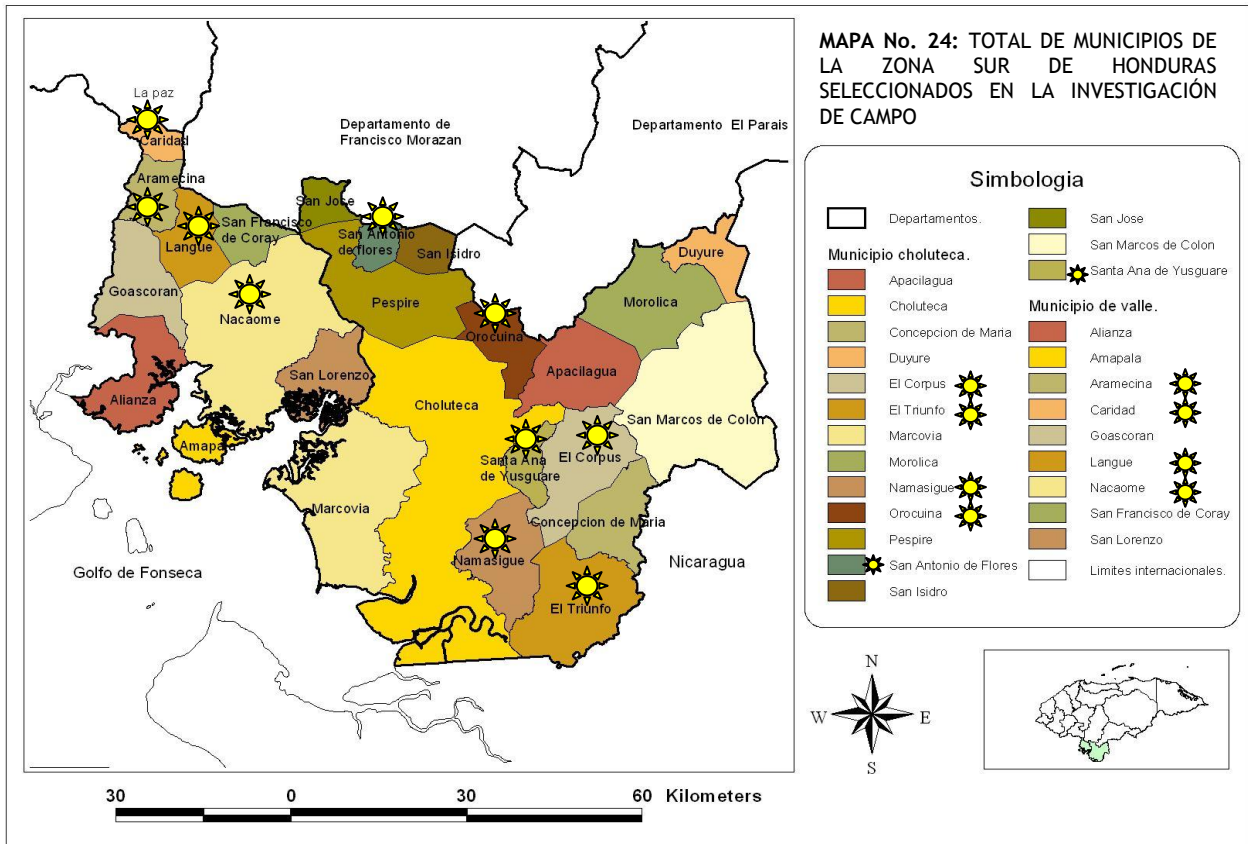 MAPA No. 24: TOTAL DE MUNICIPIOS DE
LA ZONA SUR DE HONDURAS
SELECCIONADOS EN LA INVESTIGACIÓN
DE CAMPO
La paz
Caridad
Departamento de
Francisco Morazan
Departamento El Parais
Aramecina
San Jose
San Francisco
de Coray
Langue
San Antonio
de flores
San Isidro
Duyure
Goascoran
Nacaome
Pespire
Morolica
Orocuina
San Lorenzo
Apacilagua
Alianza
Choluteca
San Marcos de Colon
Amapala
Santa Ana
de Yusguare
El Corpus
Marcovia
Concepcion de Maria
Namasigue
Nicaragua
Golfo de Fonseca
El Triunfo
Simbologia
Departamentos.
Municipio choluteca.
Apacilagua
Choluteca
Concepcion de Maria
Duyure
El Corpus
El Triunfo
Marcovia
Morolica
Namasigue
Orocuina
Pespire
San Antonio de Flores
San Isidro
San Jose
San Marcos de Colon
Santa Ana de Yusguare
Municipio de valle.
Alianza
Amapala
Aramecina
Caridad
Goascoran
Langue
Nacaome
San Francisco de Coray
San Lorenzo
Limites internacionales.
N
W E
S
30 0 30 60 Kilometers